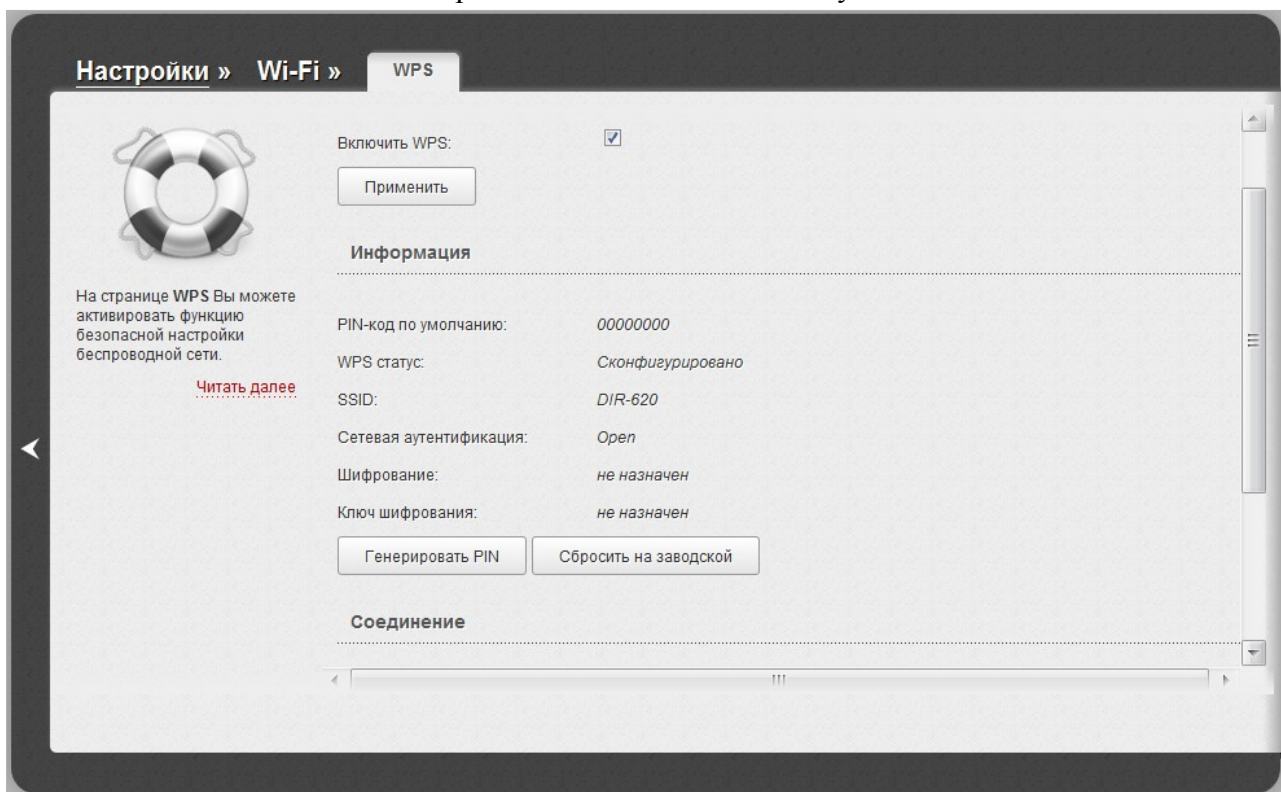 Настройки » Wi-Fi » WPS
Включить WPS:
Применить
Информация
На странице WPS Вы можете
активировать функцию
безопасной настройки
беспроводной сети.
Читать далее
PIN-код по умолчанию: 00000000
WPS статус: Сконфигурировано
SSID: DIR-620
Сетевая аутентификация: Open
Шифрование: не назначен
Ключ шифрования: не назначен
Генерировать PIN Сбросить на заводской
Соединение